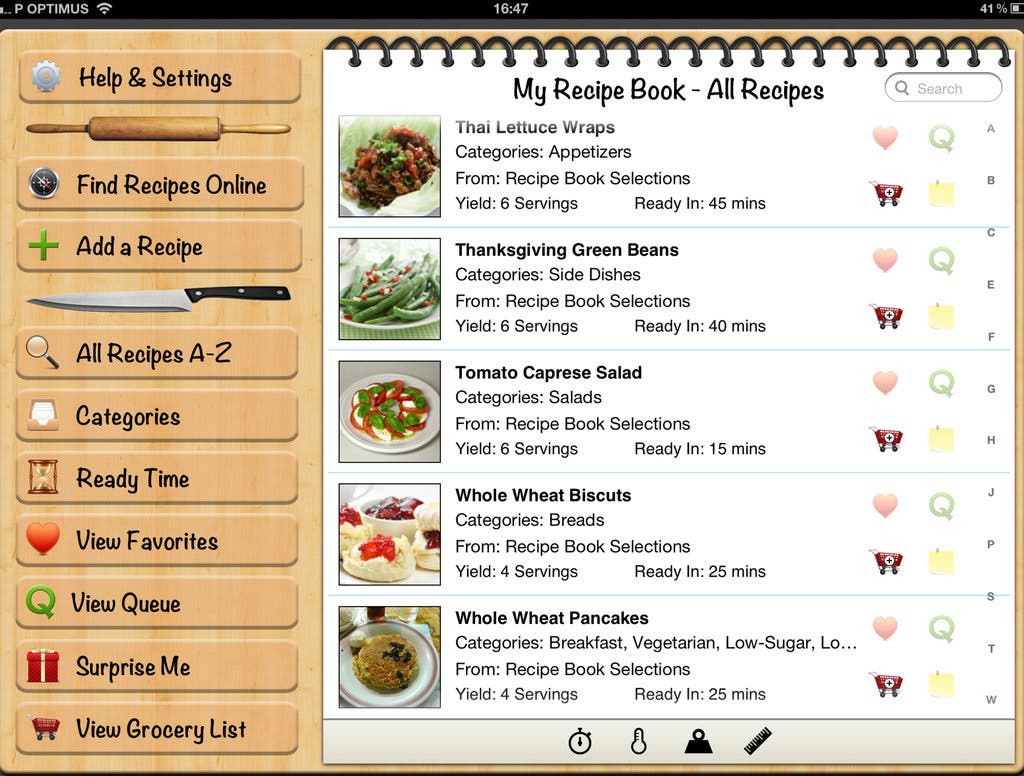 P OPTIMUS
16:47
41%
Help & Settings
Find Recipes Online
Add a Recipe
All Recipes A-Z
Categories
Ready Time
View Favorites
Q View Queue
Surprise Me
View Grocery List
My Recipe Book - All Recipes
Search
Thai Lettuce Wraps
Categories: Appetizers
From: Recipe Book Selections
Yield: 6 Servings Ready In: 45 mins
Q
Thanksgiving Green Beans
Categories: Side Dishes
From: Recipe Book Selections
Yield: 6 Servings Ready In: 40 mins
Q
Tomato Caprese Salad
Categories: Salads
From: Recipe Book Selections
Yield: 6 Servings Ready In: 15 mins
Q
Whole Wheat Biscuts
Categories: Breads
From: Recipe Book Selections
Yield: 4 Servings Ready In: 25 mins
Q
Whole Wheat Pancakes
Categories: Breakfast, Vegetarian, Low-Sugar, Lo…
From: Recipe Book Selections
Yield: 4 Servings Ready In: 25 mins
Q
A
B
C
E
F
G
H
J
P
S
T
W